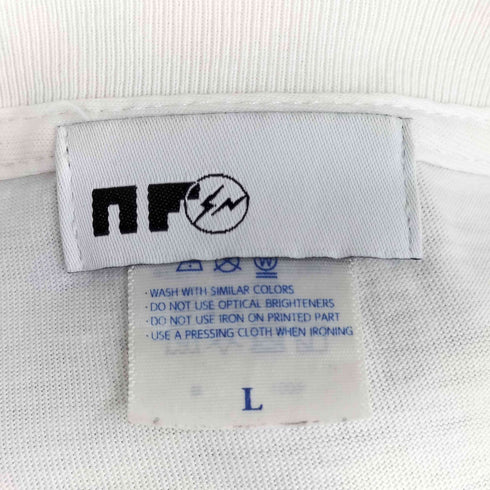 nF
· WASH WITH SIMILAR COLORS
· DO NOT USE OPTICAL BRIGHTENERS
· DO NOT USE IRON ON PRINTED PART
· USE A PRESSING CLOTH WHEN IRONING
L